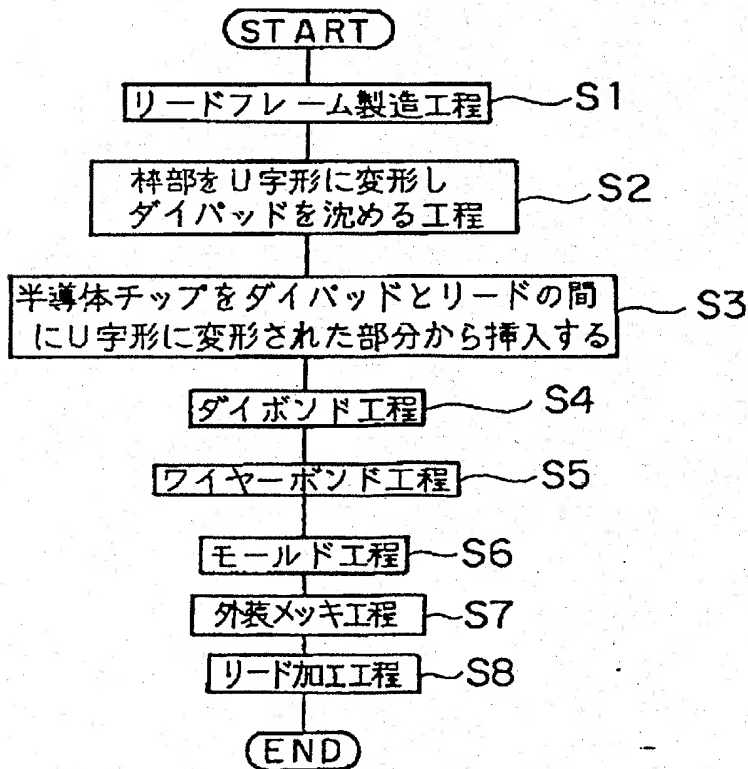 START
リードフレーム製造工程
S1
枠部をU字形に変形し
ダイパッドを沈める工程
S2
半導体チップをダイパッドとリードの間
にU字形に変形された部分から挿入する
S3
ダイボンド工程
S4
ワイヤーボンド工程
S5
モールド工程
S6
外装メッキ工程
S7
リード加工工程
S8
END